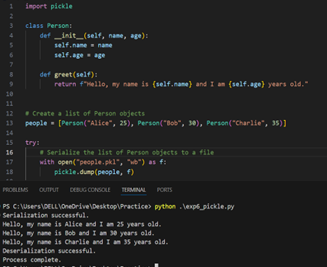 1 import pickle
2
3 class Person:
4 def __init__(self, name, age):
5 self.name = name
6 self.age = age
7
8 def greet(self):
9 return f"Hello, my name is {self.name} and I am {self.age} years old."
10
11
12 # Create a list of Person objects
13 people = [Person("Alice", 25), Person("Bob", 30), Person("Charlie", 35)]
14
15 try:
16 # Serialize the list of Person objects to a file
17 with open("people.pkl", "wb") as f:
18 pickle.dump(people, f)
PROBLEMS OUTPUT DEBUG CONSOLE TERMINAL PORTS
PS C:\Users\DELL\OneDrive\Desktop\Practice> python .\exp6_pickle.py
Serialization successful.
Hello, my name is Alice and I am 25 years old.
Hello, my name is Bob and I am 30 years old.
Hello, my name is Charlie and I am 35 years old.
Deserialization successful.
Process complete.